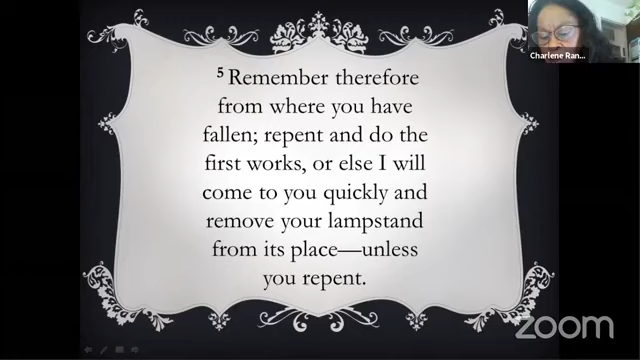 5 Remember therefore
from where you have
fallen; repent and do the
first works, or else I will
come to you quickly and
remove your lampstand
from its place—unless
you repent.
Charlene Ran...
zoom